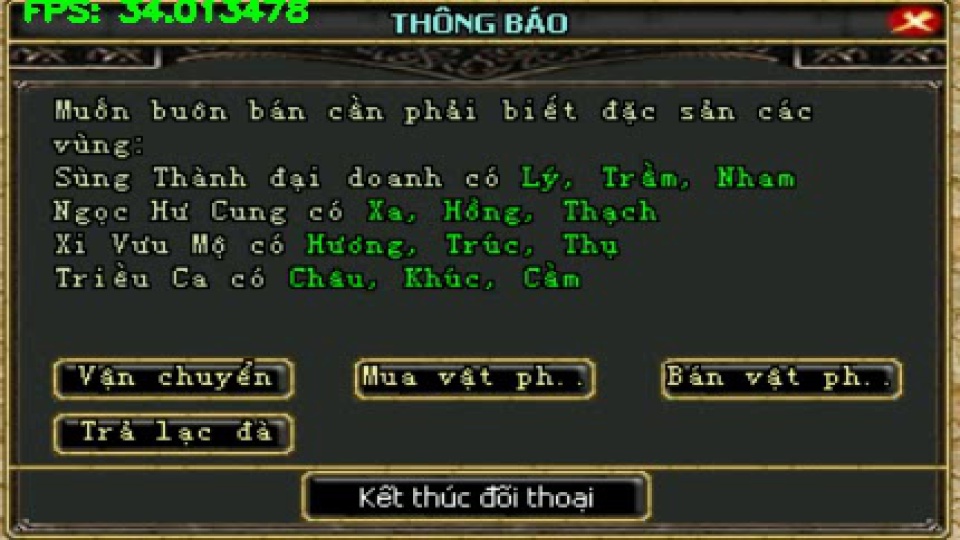 FPS: 34.013478
THÔNG BÁO
Muốn buôn bán cần phải biết đặc sản các
vùng:
Sùng Thành đại doanh có Lý, Trầm, Nham
Ngọc Hư Cung có Xa, Hồng, Thạch
Xi Vưu Mộ có Hương, Trúc, Thụ
Triều Ca có Châu, Khúc, Cầm
Vận chuyển Mua vật ph.. Bán vật ph..
Trả lạc đà
Kết thúc đối thoại